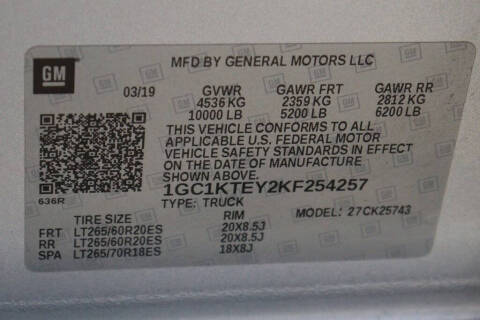 GM
MFD BY GENERAL MOTORS LLC
03/19 GVWR GAWR FRT GAWR RR
4536 KG 2359 KG 2812 KG
10000 LB 5200 LB 6200 LB
THIS VEHICLE CONFORMS TO ALL
APPLICABLE U.S. FEDERAL MOTOR
VEHICLE SAFETY STANDARDS IN EFFECT
ON THE DATE OF MANUFACTURE
SHOWN ABOVE.
1GC1KTEY2KF254257
636R
TYPE: TRUCK MODEL: 27CK25743
TIRE SIZE RIM
FRT LT265/60R20ES 20X8.5J
RR LT265/60R20ES 20X8.5J
SPA LT265/70R18ES 18X8J